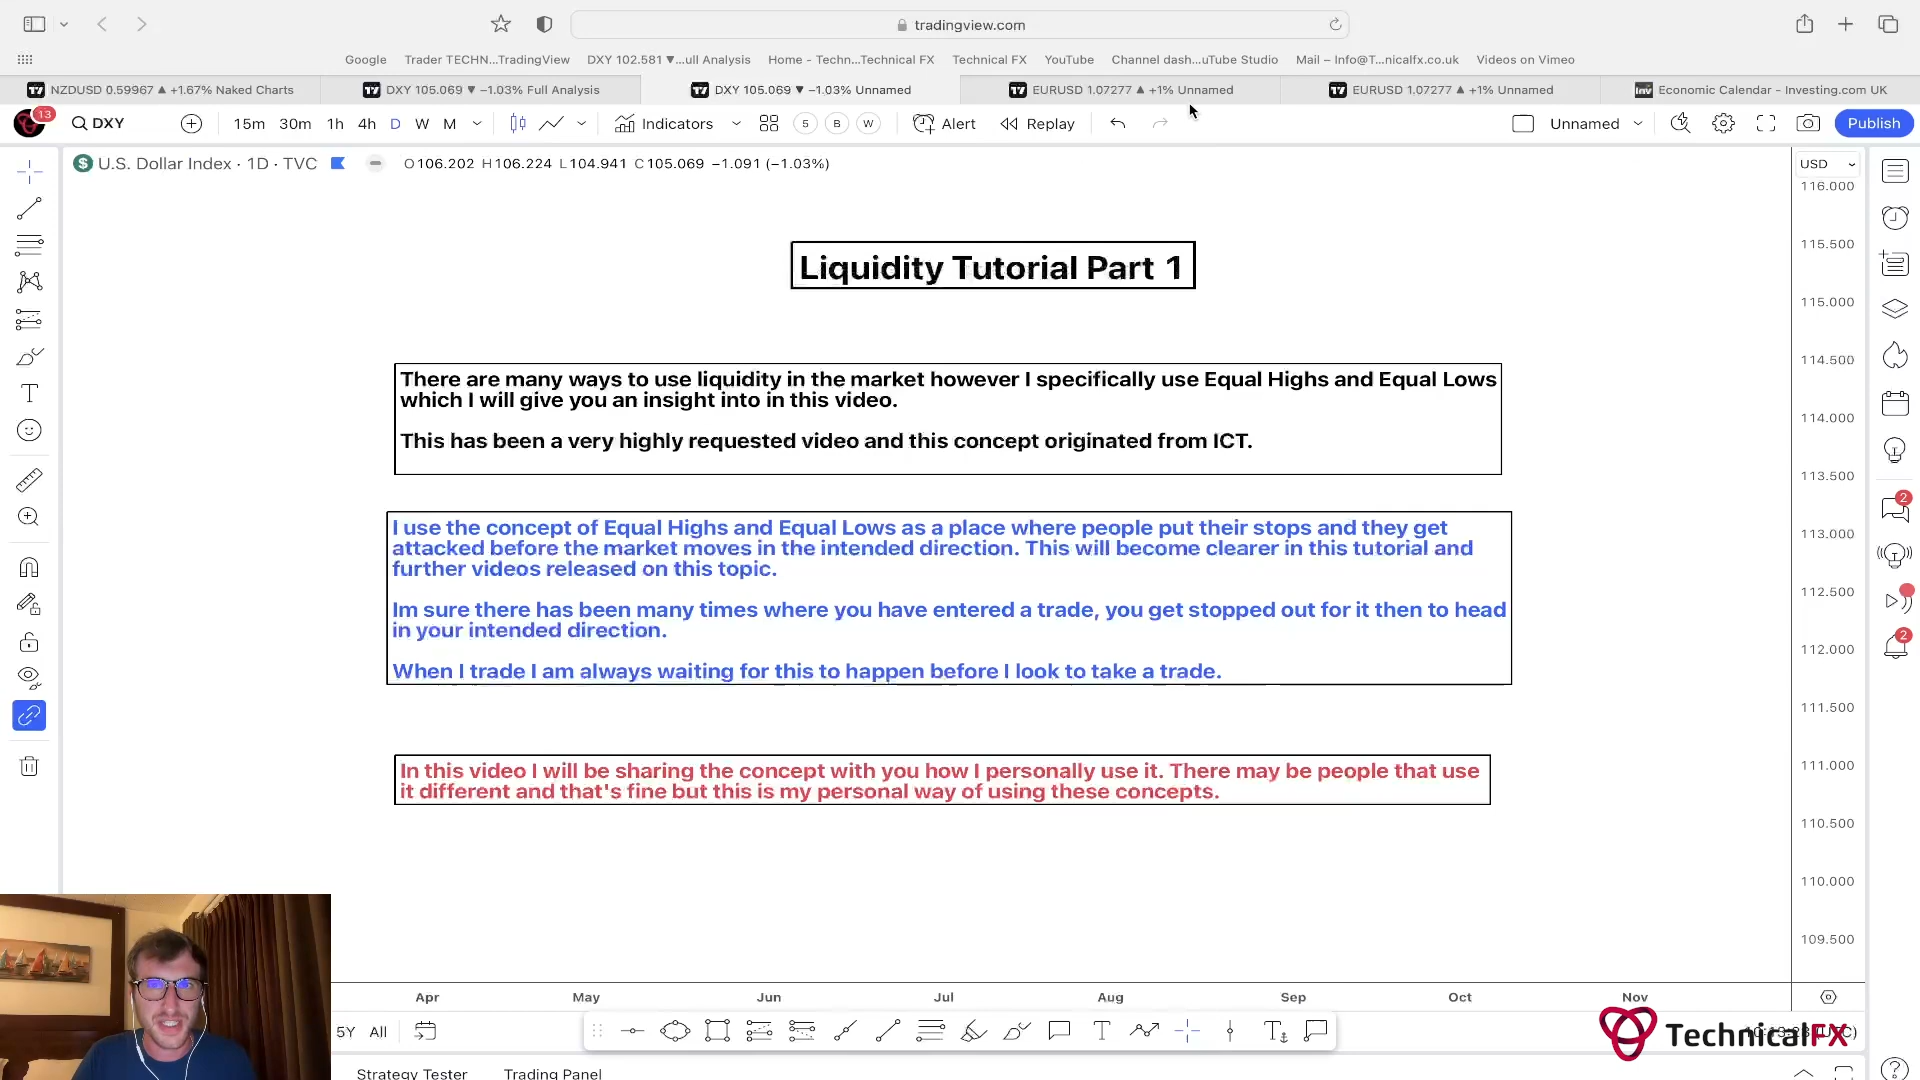 tradingview.com
Google Trader TECHN...TradingView DXY 102.581 ▼...ull Analysis Home - Techn...Technical FX Technical FX YouTube Channel dash...uTube Studio Mail – Info@T...nicalfx.co.uk Videos on Vimeo
NZDUSD 0.59967 ▲ +1.67% Naked Charts DXY 105.069 ▼ −1.03% Full Analysis DXY 105.069 ▼ −1.03% Unnamed EURUSD 1.07277 ▲ +1% Unnamed EURUSD 1.07277 ▲ +1% Unnamed Economic Calendar - Investing.com UK
13 DXY 15m 30m 1h 4h D W M Indicators 5 B W Alert Replay Unnamed Publish
U.S. Dollar Index · 1D · TVC O106.202 H106.224 L104.941 C105.069 −1.091 (−1.03%) USD
116.000
115.500
Liquidity Tutorial Part 1
115.000
114.500
There are many ways to use liquidity in the market however I specifically use Equal Highs and Equal Lows
which I will give you an insight into in this video.
114.000
This has been a very highly requested video and this concept originated from ICT.
113.500
2
I use the concept of Equal Highs and Equal Lows as a place where people put their stops and they get
attacked before the market moves in the intended direction. This will become clearer in this tutorial and
further videos released on this topic.
113.000
112.500
Im sure there has been many times where you have entered a trade, you get stopped out for it then to head
in your intended direction.
2
112.000
When I trade I am always waiting for this to happen before I look to take a trade.
111.500
111.000
In this video I will be sharing the concept with you how I personally use it. There may be people that use
it different and that's fine but this is my personal way of using these concepts.
110.500
110.000
109.500
Apr May Jun Jul Aug Sep Oct Nov
5Y All
TechnicalFX
Strategy Tester Trading Panel